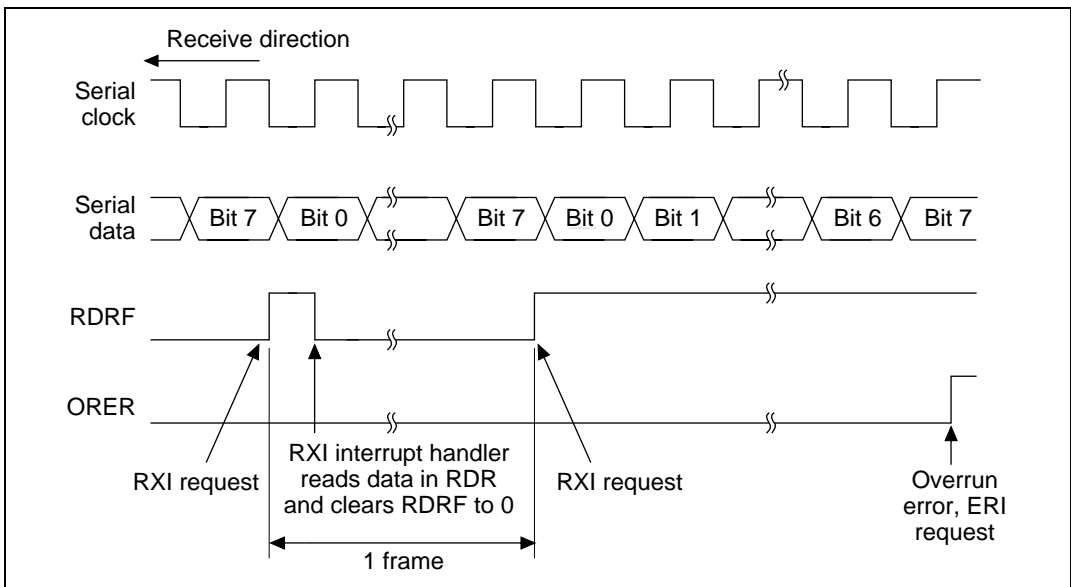 Receive direction
Serial
clock
Serial
data
Bit 7
Bit 0
Bit 7
Bit 0
Bit 1
Bit 6
Bit 7
RDRF
ORER
RXI request
RXI interrupt handler
reads data in RDR
and clears RDRF to 0
RXI request
Overrun
error, ERI
request
1 frame